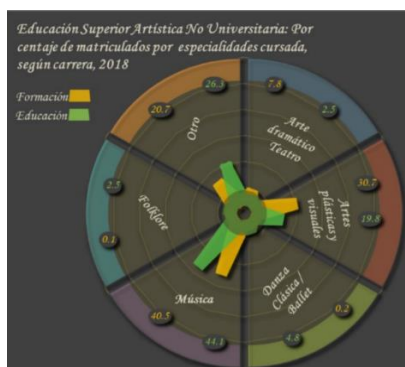 Educación Superior Artística No Universitaria: Por
centaje de matriculados por especialidades cursada,
según carrera, 2018
Formación
Educación
26.3
7.8
20.7
2.5
Otro
Arte
dramático
Teatro
2.5
30.7
Folklore
Artes
plásticas y
visuales
0.1
19.8
Música
Danza
Clásica /
Ballet
40.5
0.2
44.1
4.8